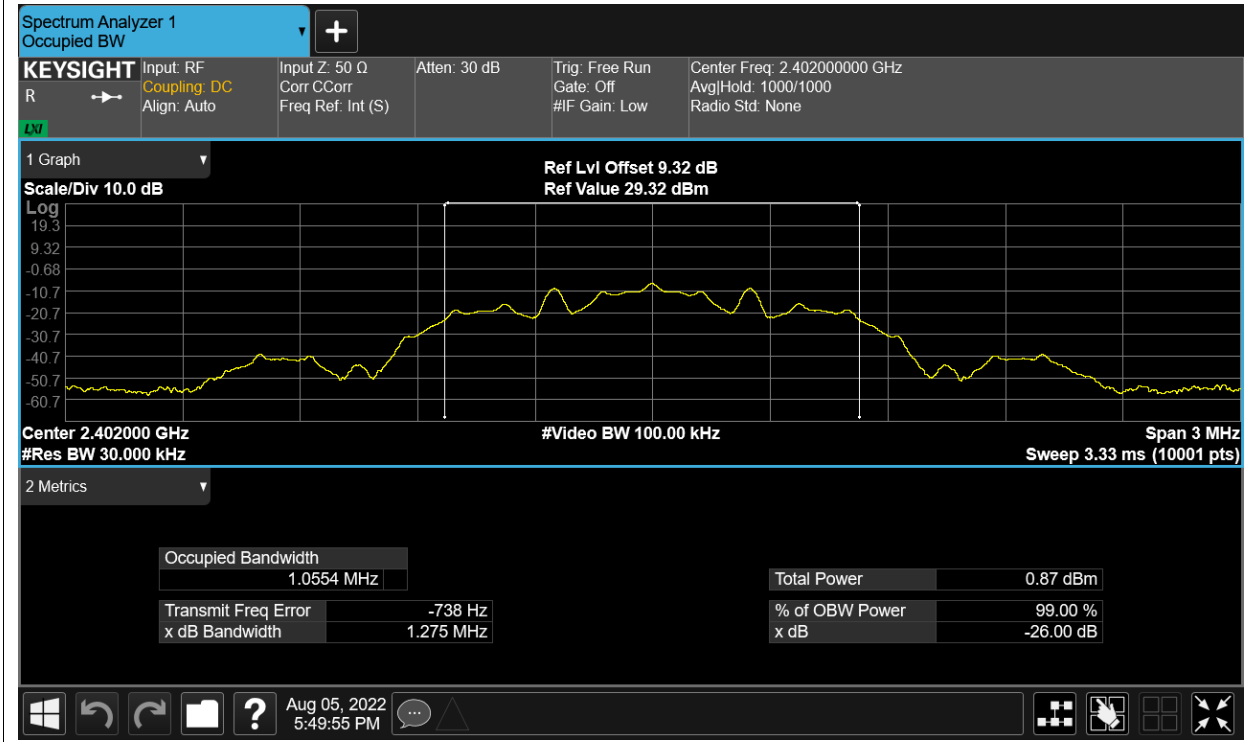 Spectrum Analyzer 1
Occupied BW
KEYSIGHT
R
LXI
Input: RF
Coupling: DC
Align: Auto
Input Z: 50 Ω
Corr CCorr
Freq Ref: Int (S)
Atten: 30 dB
Trig: Free Run
Gate: Off
#IF Gain: Low
Center Freq: 2.402000000 GHz
Avg|Hold: 1000/1000
Radio Std: None
1 Graph
Scale/Div 10.0 dB
Ref Lvl Offset 9.32 dB
Ref Value 29.32 dBm
Log
19.3
9.32
-0.68
-10.7
-20.7
-30.7
-40.7
-50.7
-60.7
Center 2.402000 GHz
#Video BW 100.00 kHz
Span 3 MHz
#Res BW 30.000 kHz
Sweep 3.33 ms (10001 pts)
2 Metrics
Occupied Bandwidth
1.0554 MHz
Total Power 0.87 dBm
Transmit Freq Error -738 Hz
% of OBW Power 99.00 %
x dB Bandwidth 1.275 MHz
x dB -26.00 dB
?
Aug 05, 2022
5:49:55 PM